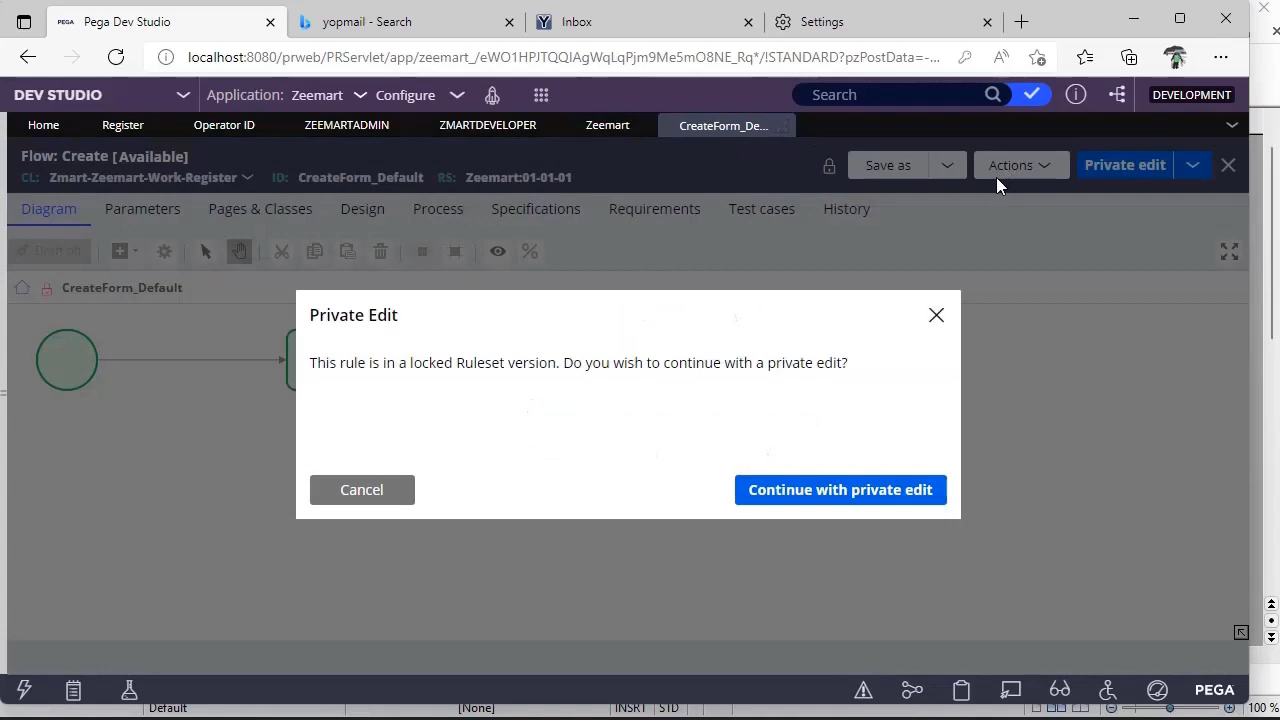 PEGA Pega Dev Studio
yopmail - Search
Inbox
Settings
localhost:8080/prweb/PRServlet/app/zeemart_/eWO1HPJTQQIAgWqLqPjm9Me5mO8NE_Rq*/!STANDARD?pzPostData=-...
DEV STUDIO Application: Zeemart Configure Search DEVELOPMENT
Home Register Operator ID ZEEMARTADMIN ZMARTDEVELOPER Zeemart CreateForm_De...
Flow: Create [Available]
Save as Actions Private edit
CL: Zmart-Zeemart-Work-Register ID: CreateForm_Default RS: Zeemart:01-01-01
Diagram Parameters Pages & Classes Design Process Specifications Requirements Test cases History
Draft off
CreateForm_Default
Private Edit
This rule is in a locked Ruleset version. Do you wish to continue with a private edit?
Cancel Continue with private edit
PEGA
Default [None] INSRT STD 100 %